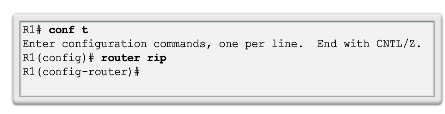 R1# conf t
Enter configuration commands, one per line.  End with CNTL/Z.
R1(config)# router rip
R1(config-router)#